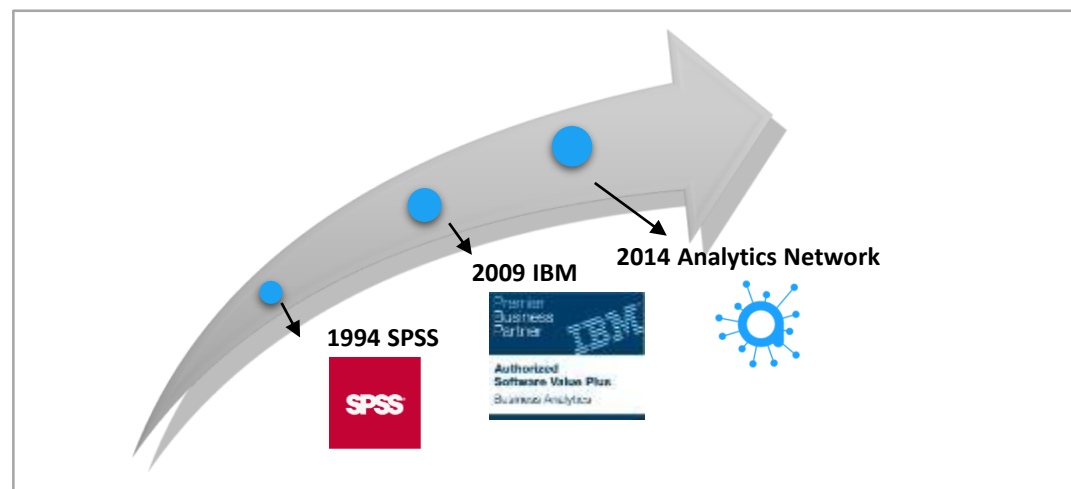 1994 SPSS
SPSS
2009 IBM
Premier
Business
Partner
IBM
Authorized
Software Value Plus
Business Analytics
2014 Analytics Network